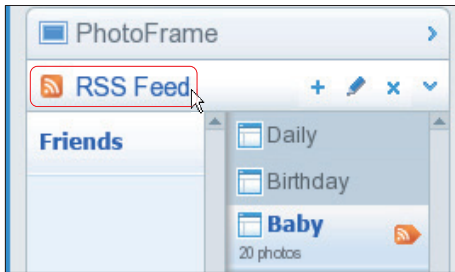 PhotoFrame
RSS Feed
Friends
Daily
Birthday
Baby
20 photos